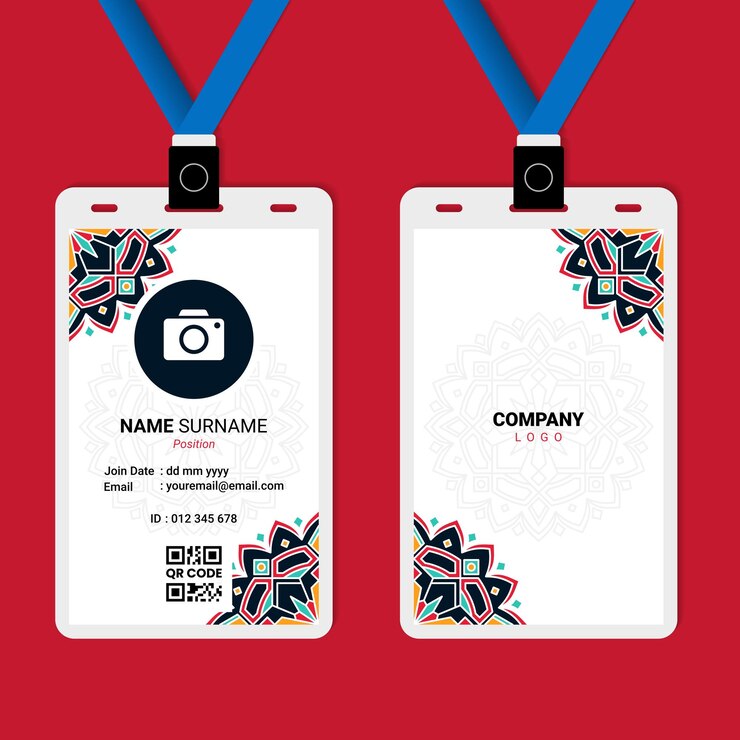 NAME SURNAME
Position
Join Date : dd mm yyyy
Email : youremail@email.com
ID : 012 345 678
QR CODE
COMPANY
LOGO